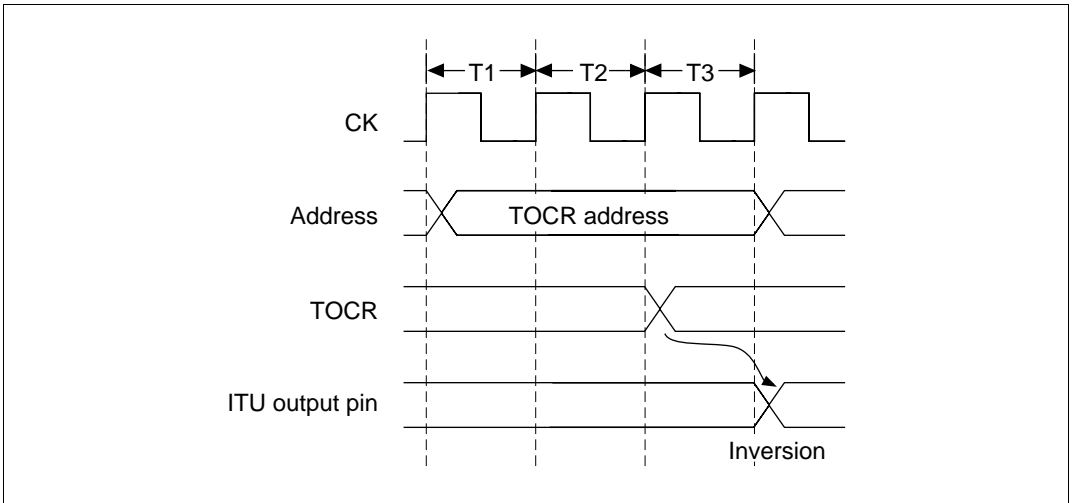 T1 T2 T3
CK
Address TOCR address
TOCR
ITU output pin
Inversion